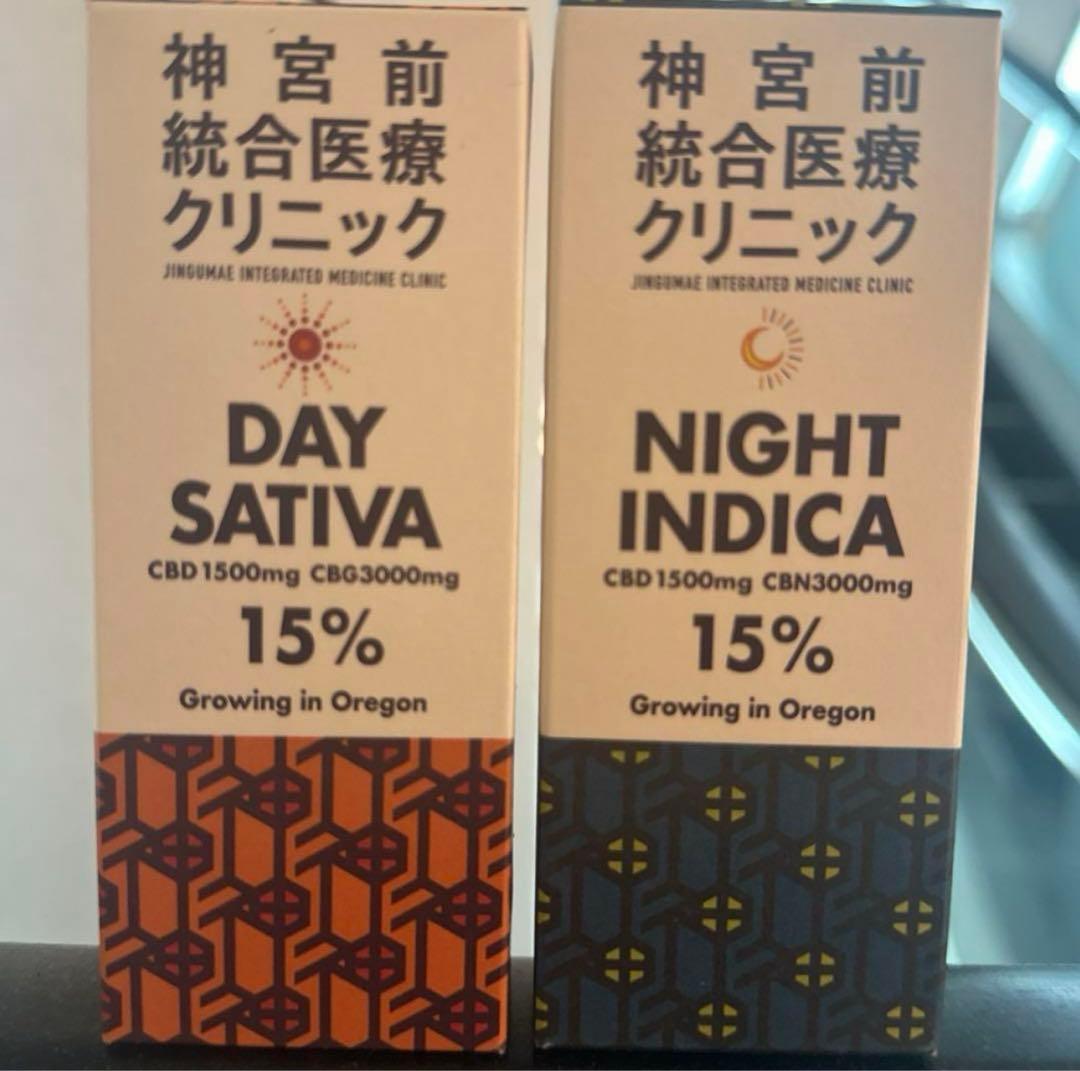 神宮前
統合医療
クリニック
JINGUMAE INTEGRATED MEDICINE CLINIC
DAY
SATIVA
CBD1500mg CBG3000mg
15%
Growing in Oregon
神宮前
統合医療
クリニック
JINGUMAE INTEGRATED MEDICINE CLINIC
NIGHT
INDICA
CBD1500mg CBN3000mg
15%
Growing in Oregon